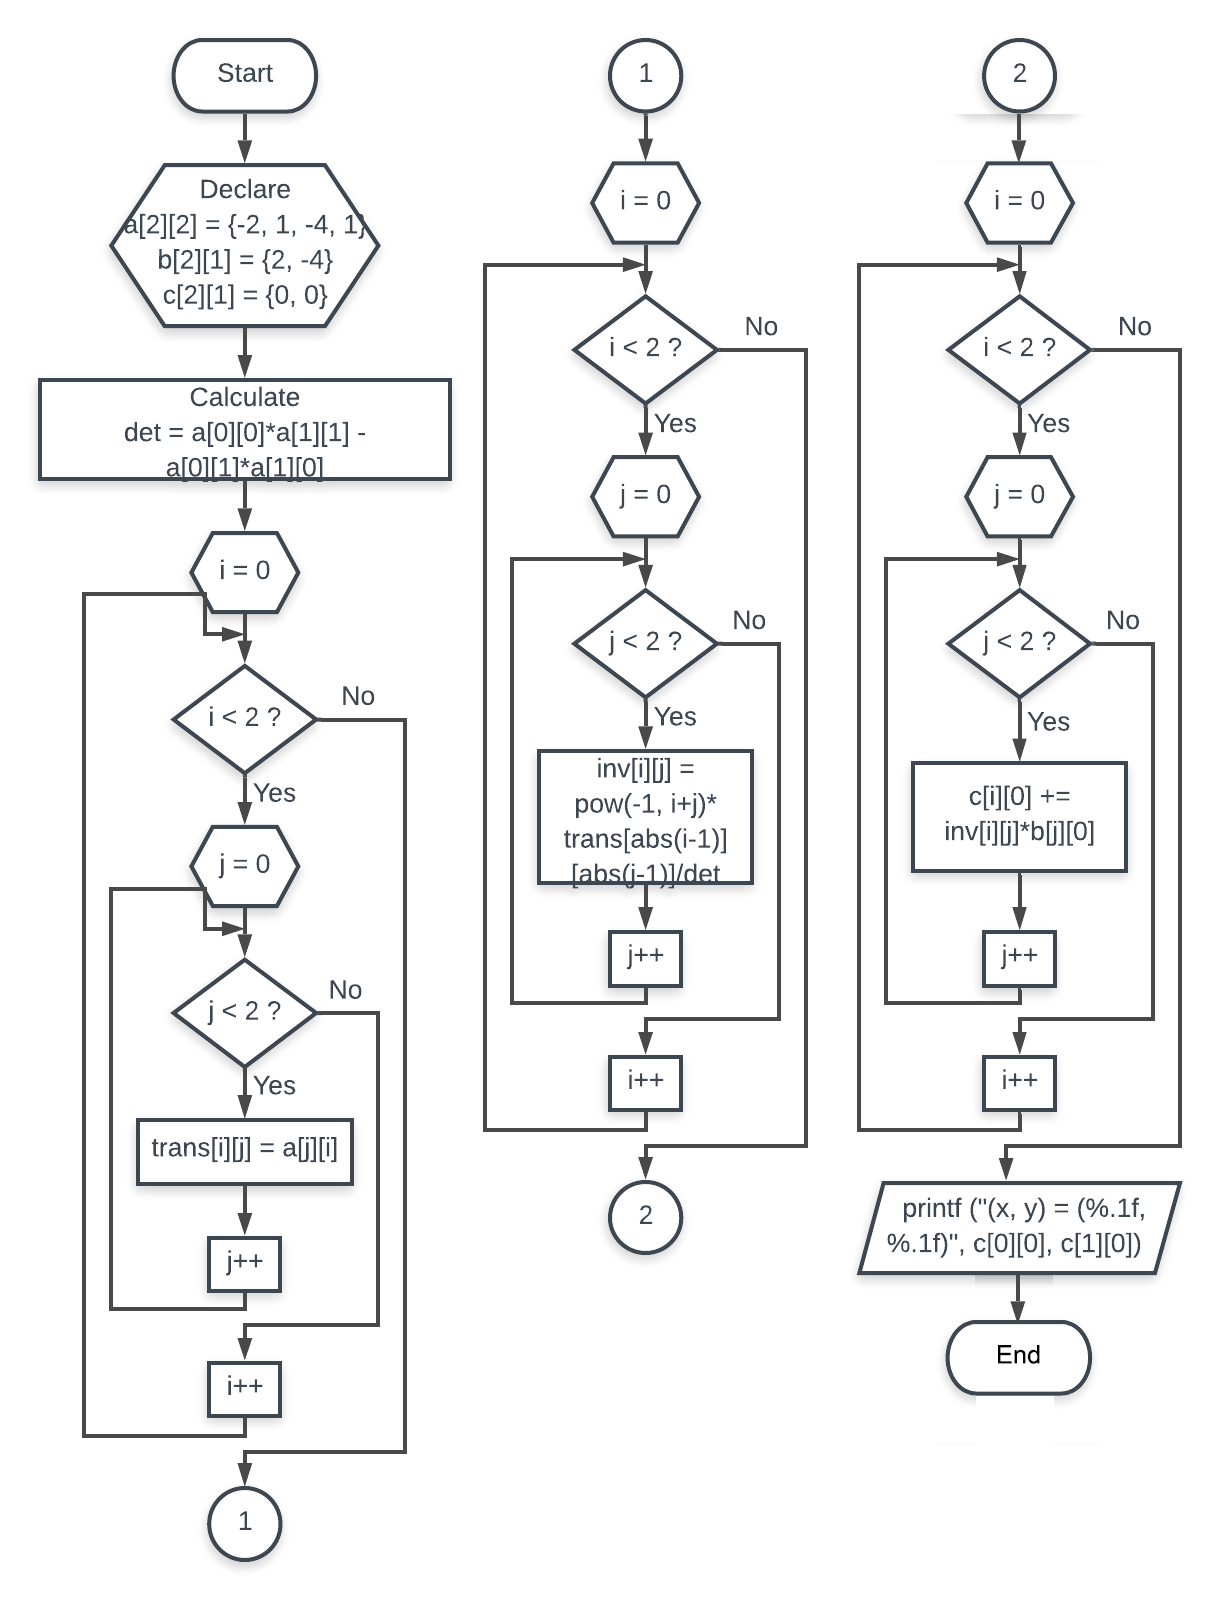 Start
Declare
a[2][2] = {-2, 1, -4, 1}
b[2][1] = {2, -4}
c[2][1] = {0, 0}
Calculate
det = a[0][0]*a[1][1] -
a[0][1]*a[1][0]
i = 0
i < 2 ?
No
Yes
j = 0
j < 2 ?
No
Yes
trans[i][j] = a[j][i]
j++
i++
1
1
i = 0
i < 2 ?
No
Yes
j = 0
j < 2 ?
No
Yes
inv[i][j] =
pow(-1, i+j)*
trans[abs(i-1)]
[abs(j-1)]/det
j++
i++
2
2
i = 0
i < 2 ?
No
Yes
j = 0
j < 2 ?
No
Yes
c[i][0] +=
inv[i][j]*b[j][0]
j++
i++
printf ("(x, y) = (%.1f,
%.1f)", c[0][0], c[1][0])
End